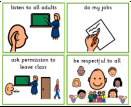 listen to all adults
do my jobs
ask permission to
leave class
be respectful to all